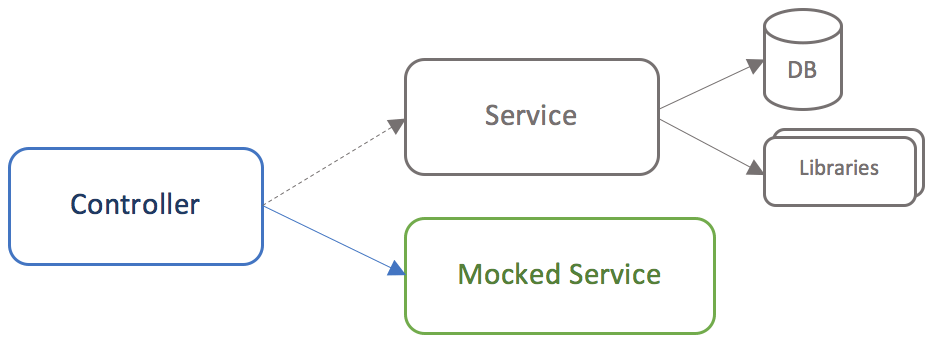 DB
Service
Libraries
Controller
Mocked Service